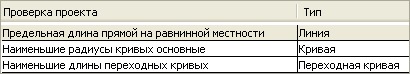 Проверка проекта Тип
Предельная длина прямой на равнинной местности Линия
Наименьшие радиусы кривых основные Кривая
Наименьшие длины переходных кривых Переходная кривая